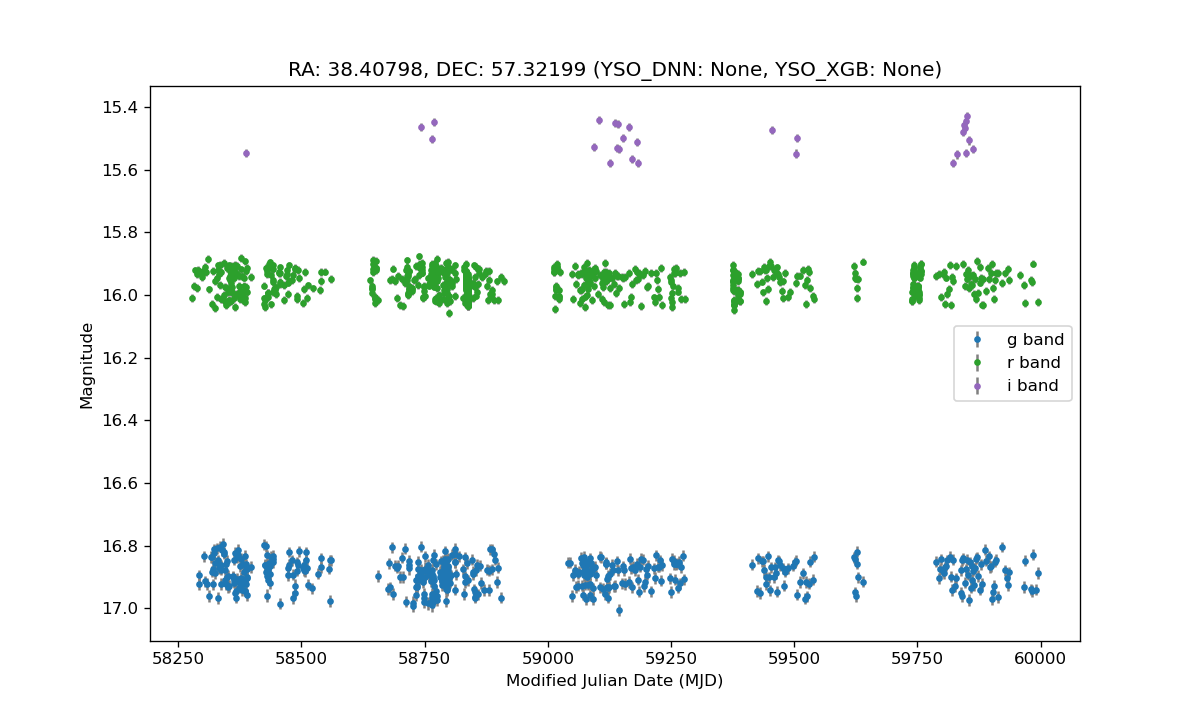 RA: 38.40798, DEC: 57.32199 (YSO_DNN: None, YSO_XGB: None)
15.4
15.6
15.8
16.0
16.2
16.4
16.6
16.8
17.0
Magnitude
g band
r band
i band
58250
58500
58750
59000
59250
59500
59750
60000
Modified Julian Date (MJD)